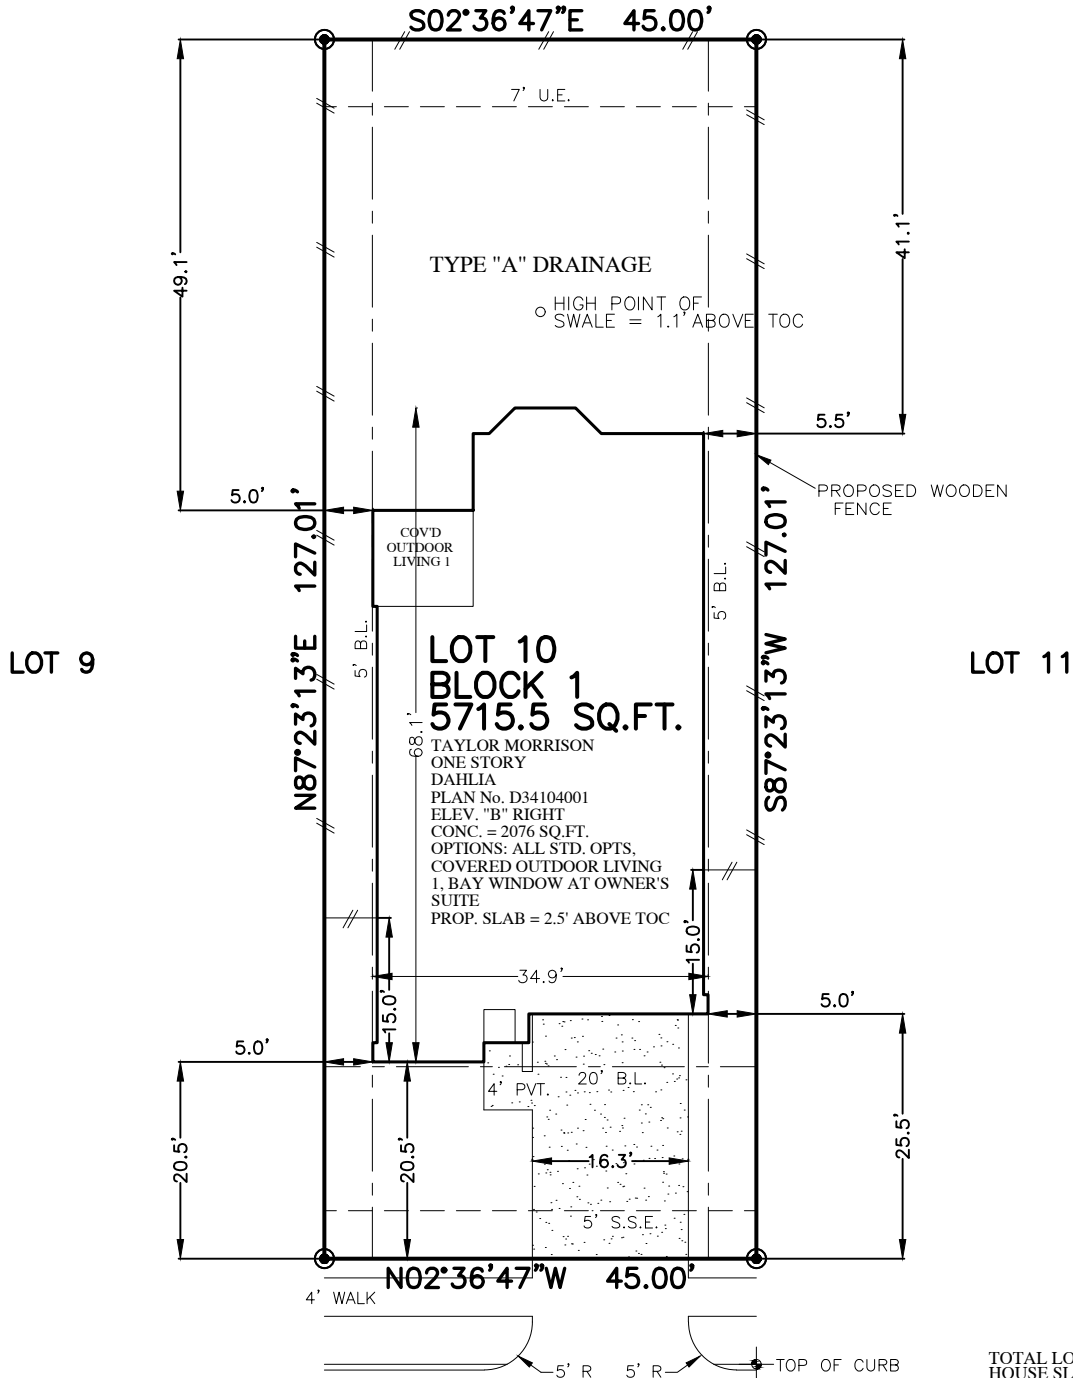 S02°36'47"E 45.00'
7' U.E.
49.1'
41.1'
TYPE "A" DRAINAGE
HIGH POINT OF
SWALE = 1.1' ABOVE TOC
5.5'
5.0'
PROPOSED WOODEN
FENCE
COV'D
OUTDOOR
LIVING 1
N87°23'13"E 127.01'
S87°23'13"W 127.01'
5' B.L.
5' B.L.
LOT 9
LOT 11
LOT 10
BLOCK 1
5715.5 SQ.FT.
68.1'
TAYLOR MORRISON
ONE STORY
DAHLIA
PLAN No. D34104001
ELEV. "B" RIGHT
CONC. = 2076 SQ.FT.
OPTIONS: ALL STD. OPTS,
COVERED OUTDOOR LIVING
1, BAY WINDOW AT OWNER'S
SUITE
PROP. SLAB = 2.5' ABOVE TOC
15.0'
34.9'
15.0'
5.0'
5.0'
4' PVT.
20' B.L.
20.5'
20.5'
16.3'
25.5'
5' S.S.E.
N02°36'47"W 45.00'
4' WALK
5' R
5' R
TOP OF CURB
TOTAL LO
HOUSE SL